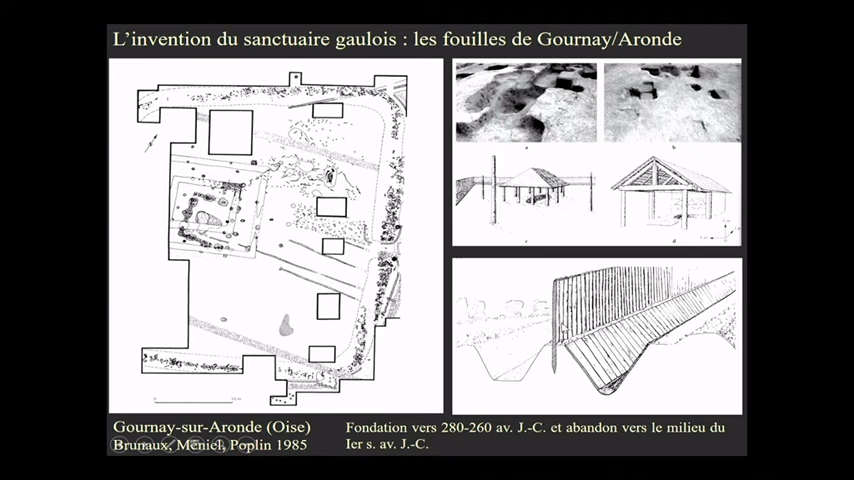 L’invention du sanctuaire gaulois : les fouilles de Gournay/Aronde
a
b
c
d
Gournay-sur-Aronde (Oise)
Brunaux, Méniel, Poplin 1985
Fondation vers 280-260 av. J.-C. et abandon vers le milieu du
Ier s. av. J.-C.